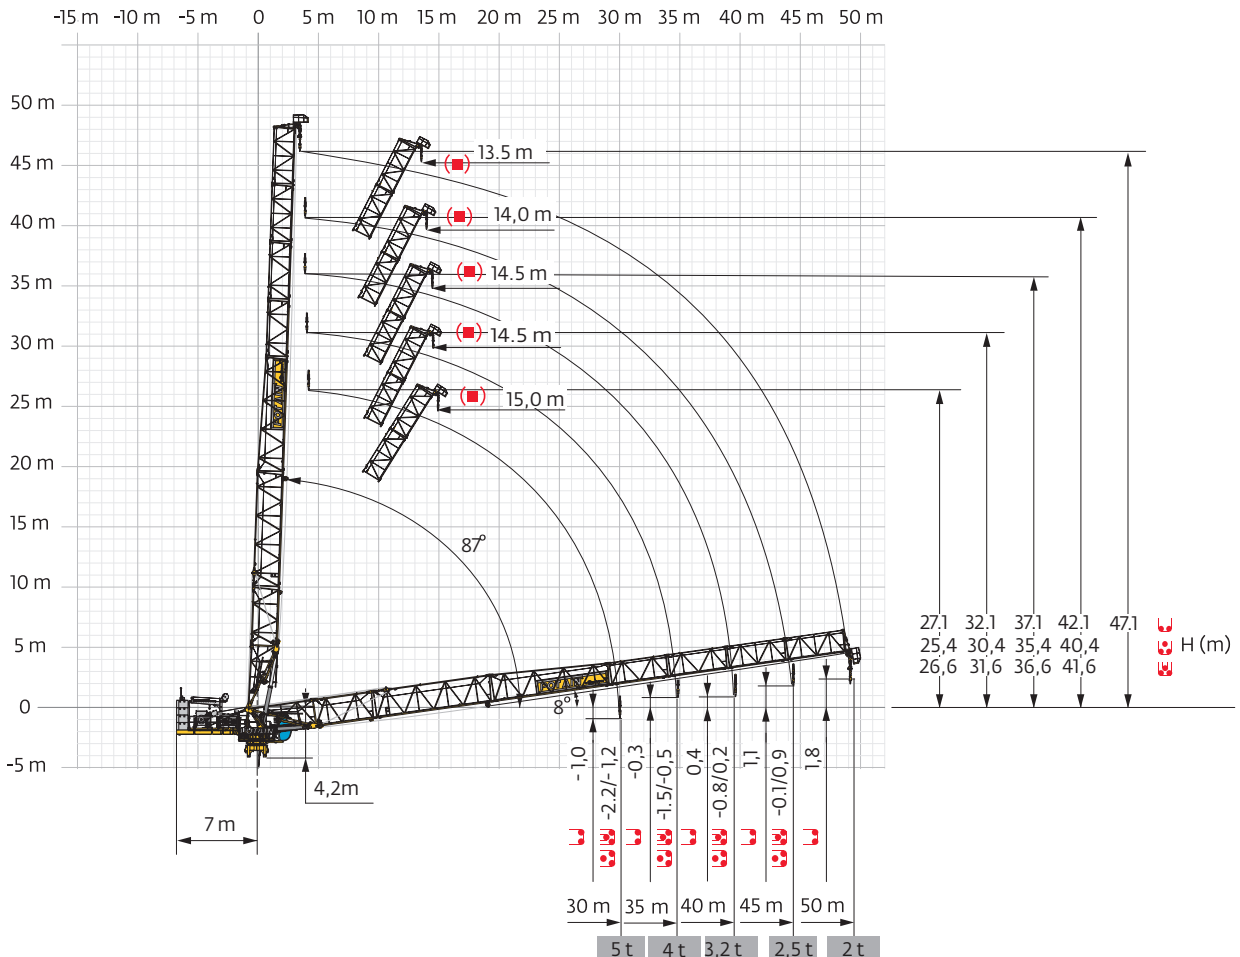 -15 m -10 m -5 m 0 5 m 10 m 15 m 20 m 25 m 30 m 35 m 40 m 45 m 50 m
50 m
45 m
40 m
35 m
30 m
25 m
20 m
15 m
10 m
5 m
0
-5 m
13.5 m
14,0 m
14.5 m
14.5 m
15,0 m
87°
8°
27.1 32.1 37.1 42.1 47.1
25,4 30,4 35,4 40,4 H (m)
26,6 31,6 36,6 41,6
4,2m
7 m
-1,0
-2.2/-1,2
-0,3
-1.5/-0,5
0,4
-0.8/0,2
1,1
-0.1/0,9
1,8
30 m 35 m 40 m 45 m 50 m
5 t 4 t 3,2 t 2,5 t 2 t